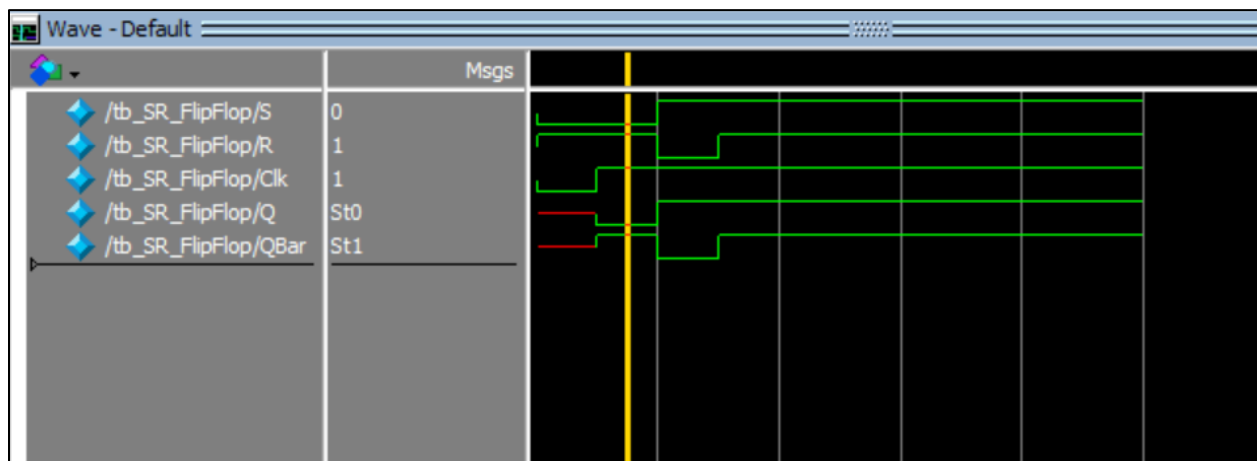 Wave - Default
Msgs
/tb_SR_FlipFlop/S 0
/tb_SR_FlipFlop/R 1
/tb_SR_FlipFlop/Clk 1
/tb_SR_FlipFlop/Q St0
/tb_SR_FlipFlop/QBar St1